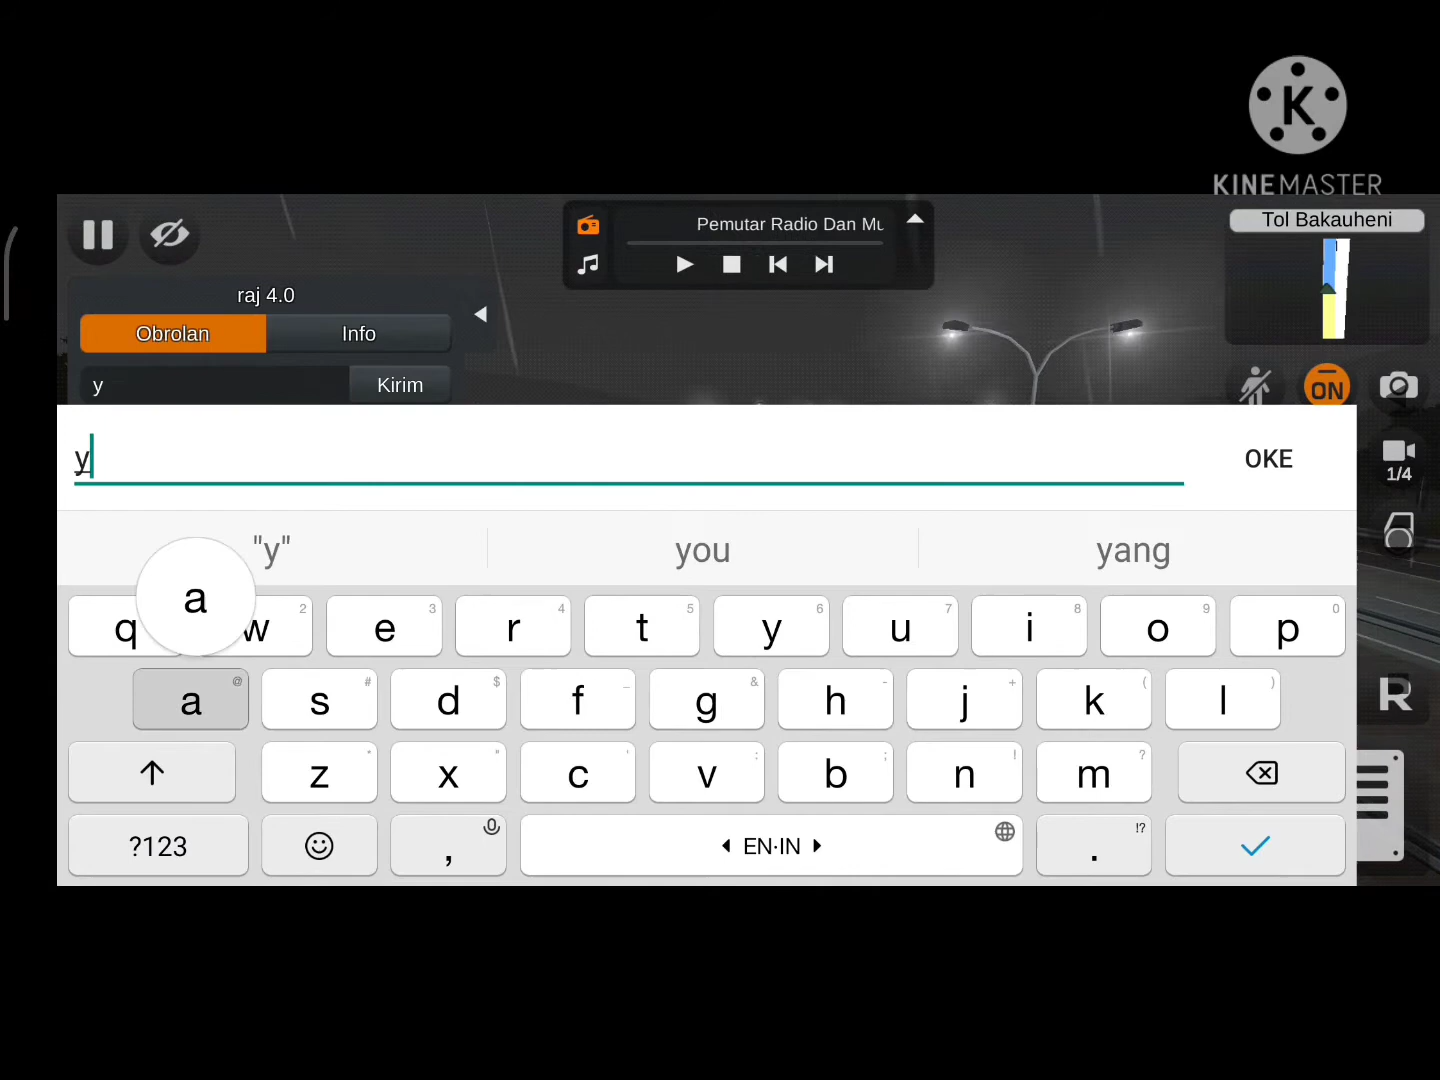 K
KINEMASTER
Pemutar Radio Dan Mu
Tol Bakauheni
raj 4.0
Obrolan Info
y Kirim
ON
1/4
y OKE
"y" you yang
a
q w 2 e 3 r 4 t 5 y 6 u 7 i 8 o 9 p 0
a @ s # d $ f _ g & h - j + k ( l )
z * x " c ' v : b ; n ! m ?
?123 , EN·IN . !?
R